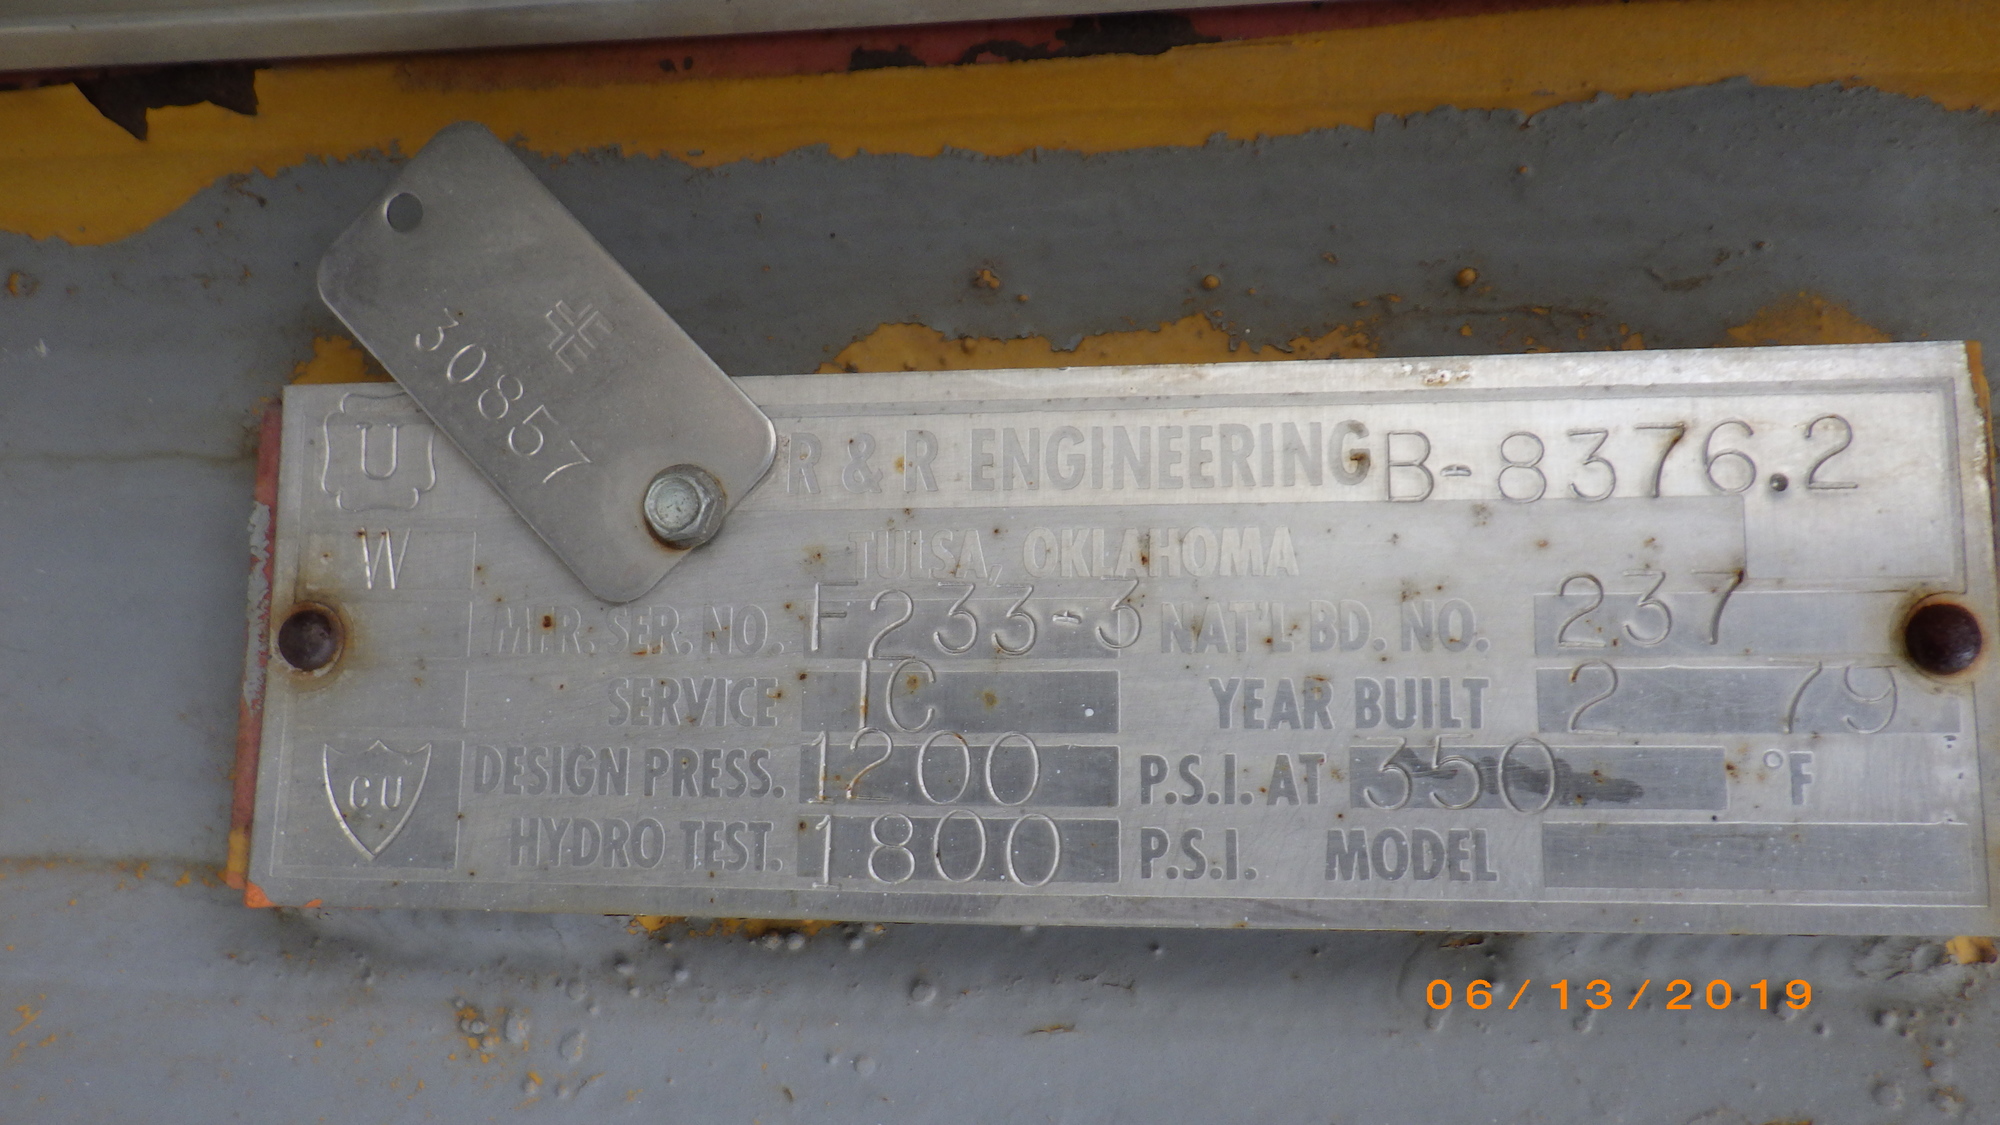 30857
U
R & R ENGINEERING B-8376.2
W
TULSA, OKLAHOMA
MFR. SER. NO. F233-3 NAT'L BD. NO. 237
SERVICE IC YEAR BUILT 2 79
CU
DESIGN PRESS. 1200 P.S.I. AT 350 °F
HYDRO TEST. 1800 P.S.I. MODEL
06/13/2019